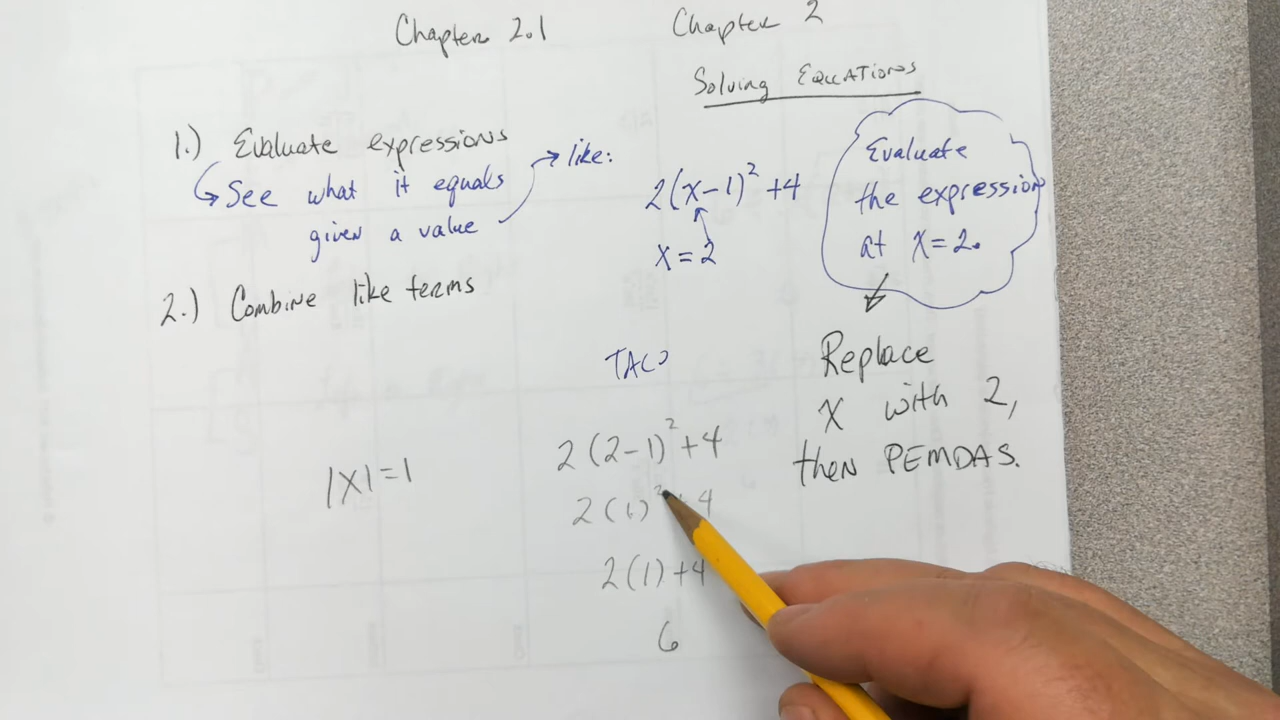 Chapter 2.1
Chapter 2
Solving EquATions
1.) Evaluate expressions
See what it equals
given a value
like:
2(x-1)² +4
x=2
Evaluate
the expression
at x=2.
2.) Combine like terms
TACO
Replace
X with 2,
then PEMDAS.
|X|=1
2(2-1)²+4
2(1)²+4
2(1)+4
6